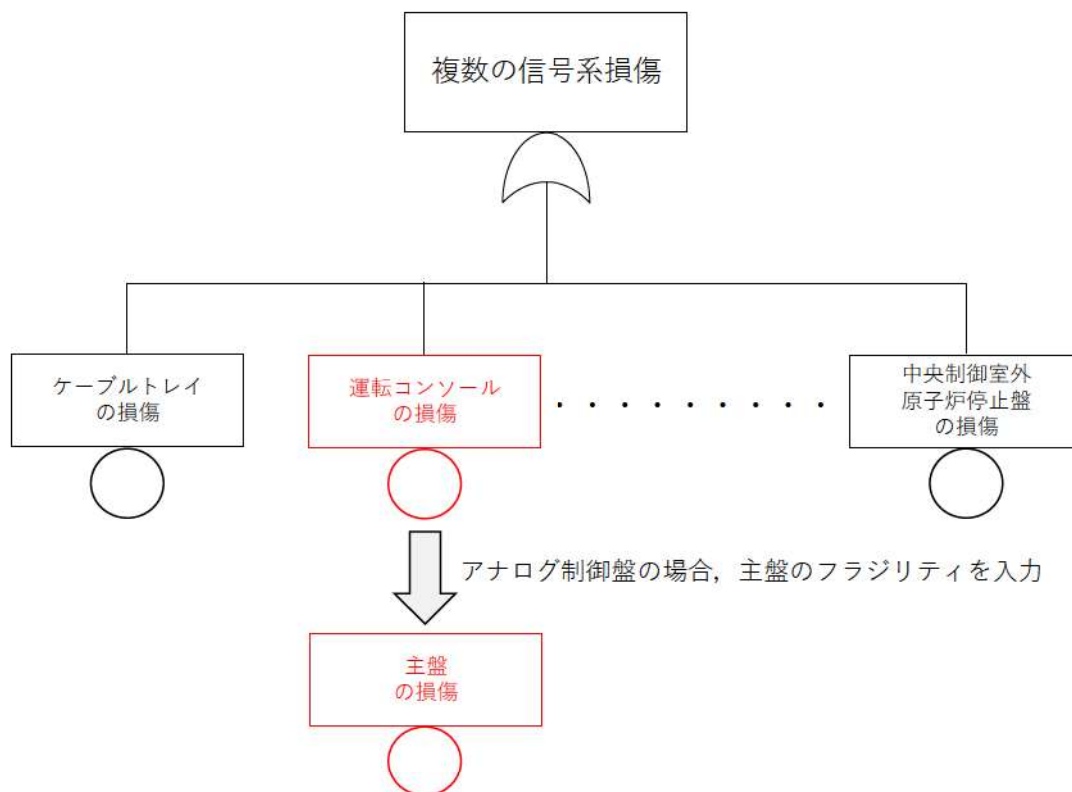 複数の信号系損傷
ケーブルトレイ
の損傷
運転コンソール
の損傷
・・・・・・・・・
中央制御室外
原子炉停止盤
の損傷
アナログ制御盤の場合，主盤のフラジリティを入力
主盤
の損傷